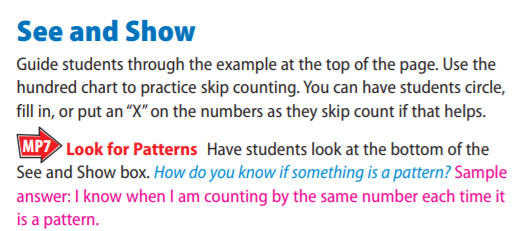 See and Show
Guide students through the example at the top of the page. Use the
hundred chart to practice skip counting. You can have students circle,
fill in, or put an “X” on the numbers as they skip count if that helps.
MP7 Look for Patterns Have students look at the bottom of the
See and Show box. How do you know if something is a pattern? Sample
answer: I know when I am counting by the same number each time it
is a pattern.